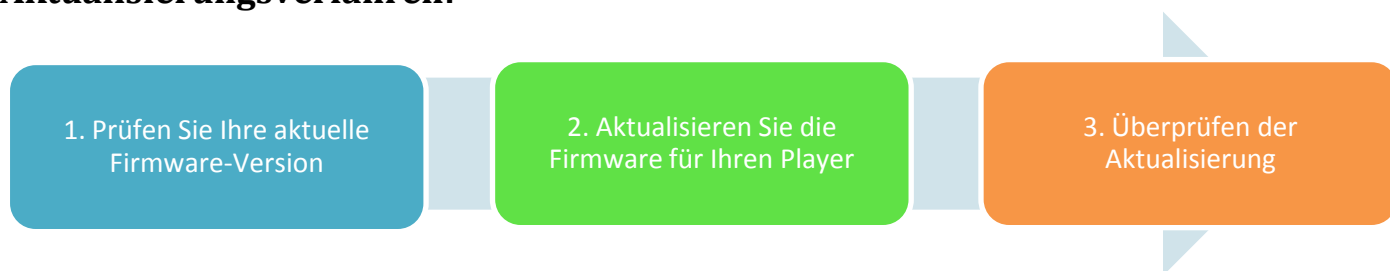 1. Prüfen Sie Ihre aktuelle
Firmware-Version
2. Aktualisieren Sie die
Firmware für Ihren Player
3. Überprüfen der
Aktualisierung